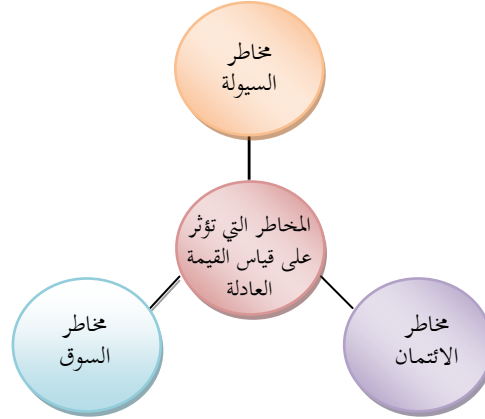 مخاطر
السيولة
المخاطر التي تؤثر
على قياس القيمة
العادلة
مخاطر
الائتمان
مخاطر
السوق